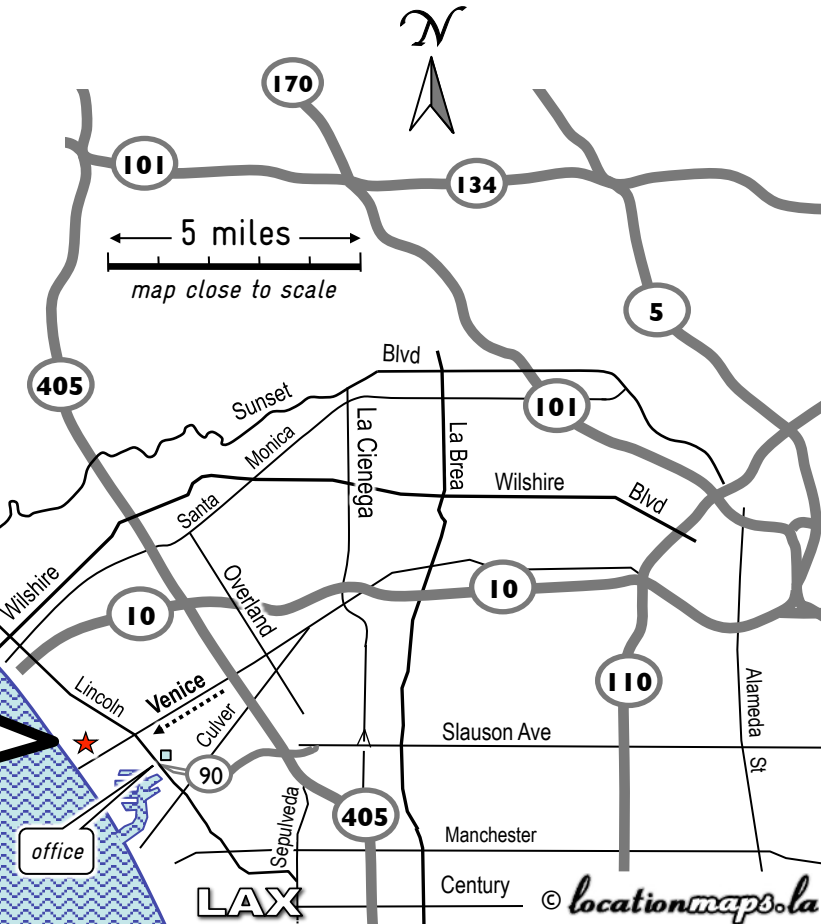 N
170
101
134
5 miles
map close to scale
5
405
Blvd
Sunset
101
Monica
La Cienega
La Brea
Wilshire
Blvd
Santa
Wilshire
Overland
10
10
110
Lincoln
Venice
Culver
Alameda St
Slauson Ave
90
405
Sepulveda
Manchester
office
Century
LAX
© locationmaps.la